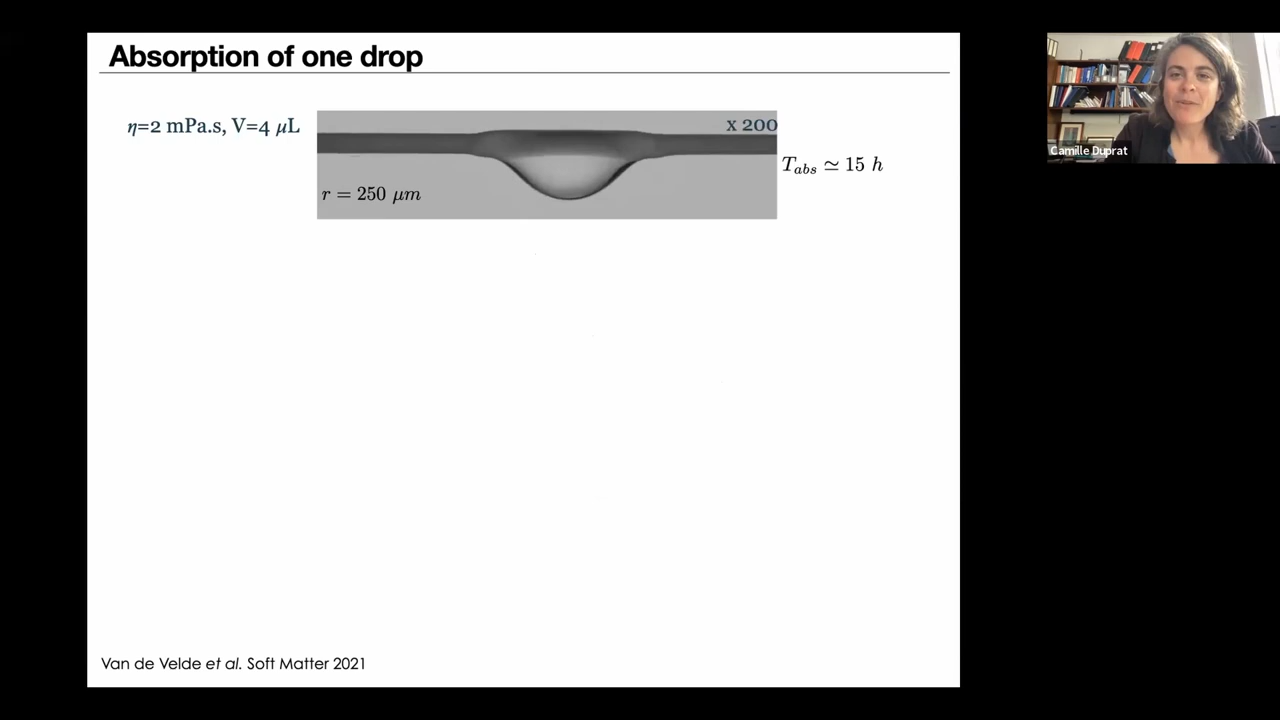 Absorption of one drop
η=2 mPa.s, V=4 μL
x 200
T_abs ≃ 15 h
r = 250 μm
Camille Duprat
Van de Velde et al. Soft Matter 2021